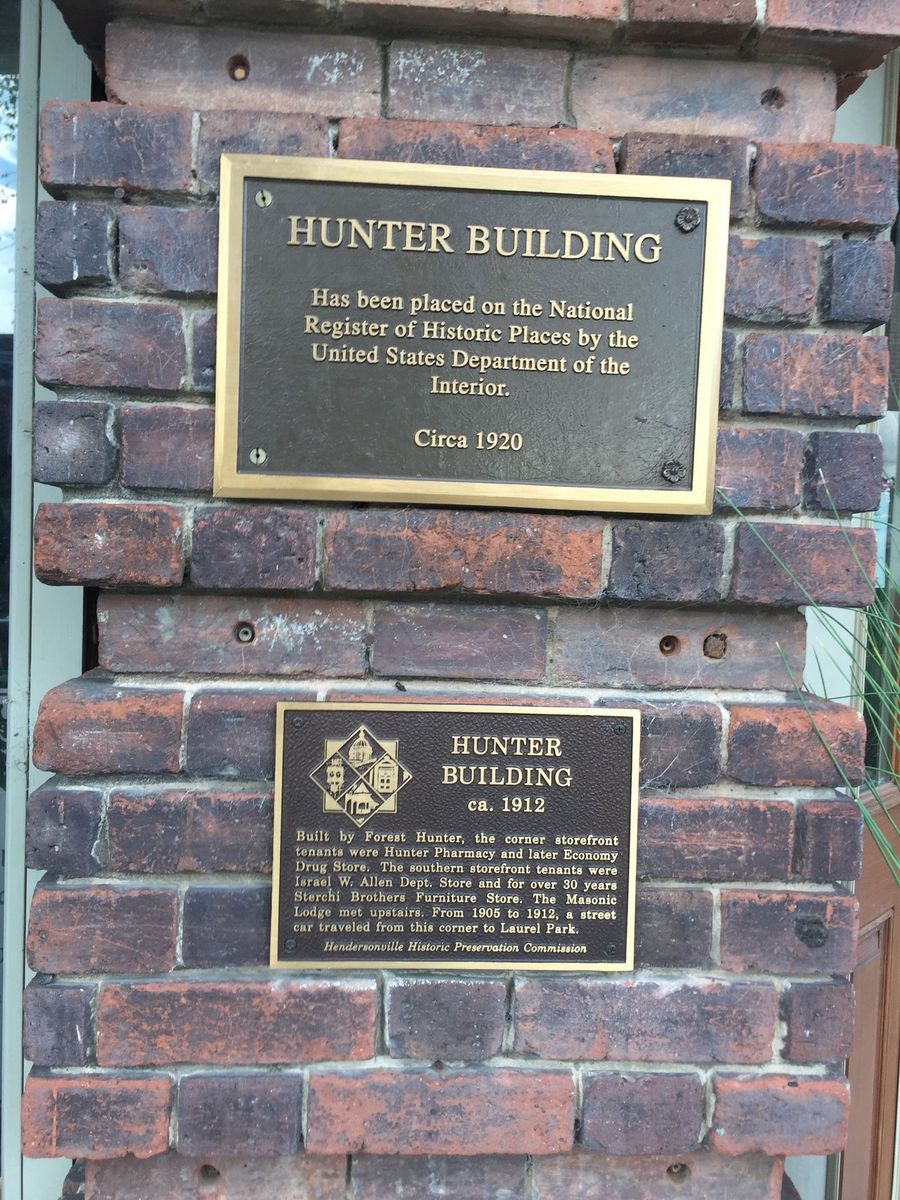 HUNTER BUILDING
Has been placed on the National
Register of Historic Places by the
United States Department of the
Interior.
Circa 1920
HUNTER
BUILDING
ca. 1912
Built by Forest Hunter, the corner storefront
tenants were Hunter Pharmacy and later Economy
Drug Store. The southern storefront tenants were
Israel W. Allen Dept. Store and for over 30 years
Sterchi Brothers Furniture Store. The Masonic
Lodge met upstairs. From 1905 to 1912, a street
car traveled from this corner to Laurel Park.
Hendersonville Historic Preservation Commission